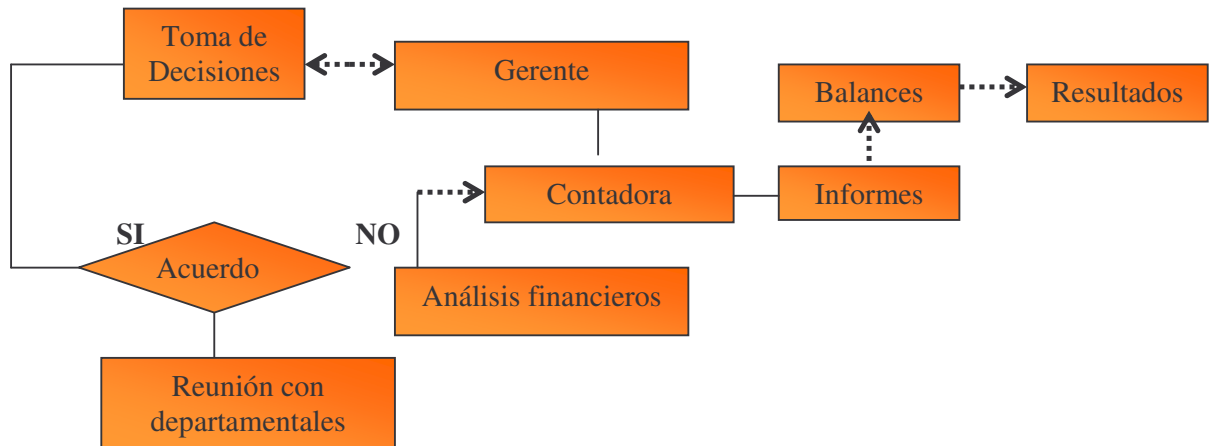 Toma de
Decisiones
Gerente
Balances
Resultados
Contadora
Informes
SI
NO
Acuerdo
Análisis financieros
Reunión con
departamentales